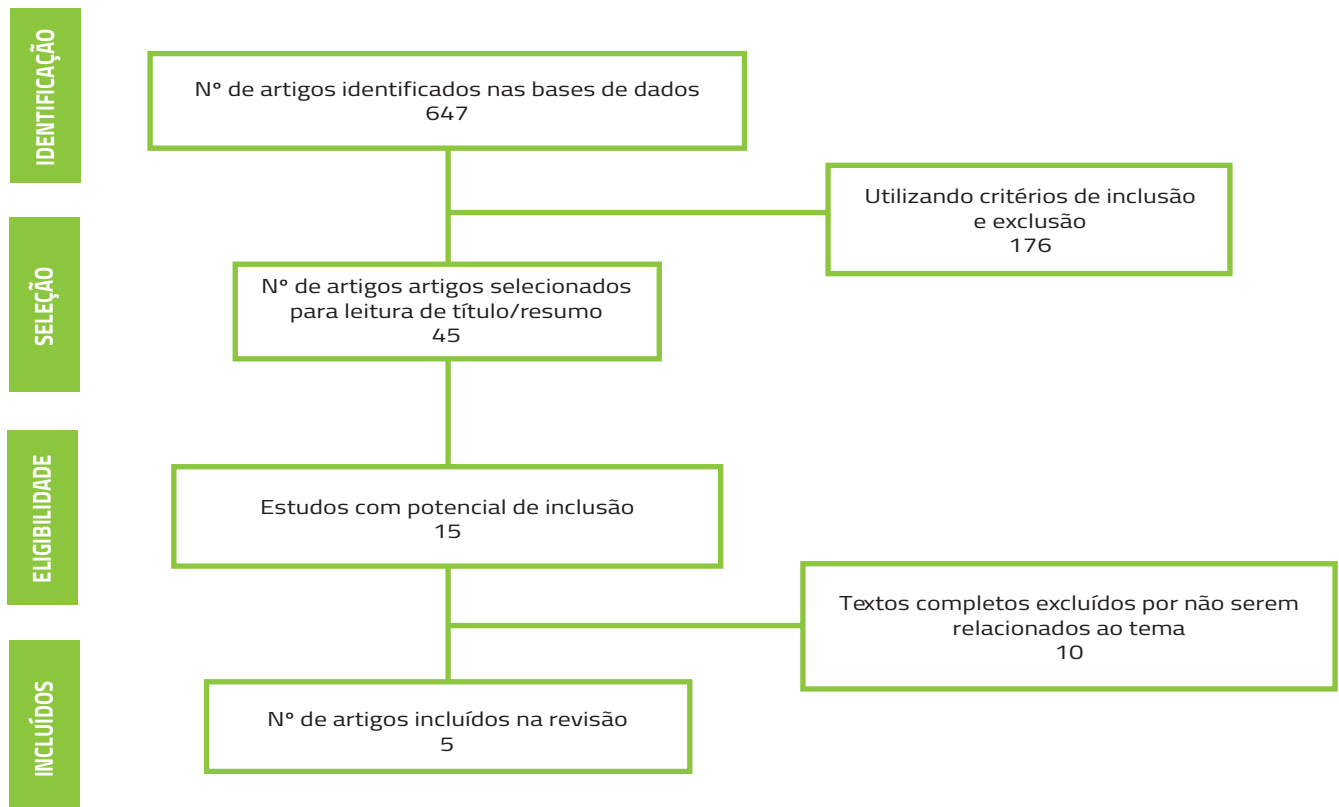 IDENTIFICAÇÃO
Nº de artigos identificados nas bases de dados
647
Utilizando critérios de inclusão
e exclusão
176
SELEÇÃO
Nº de artigos artigos selecionados
para leitura de título/resumo
45
ELIGIBILIDADE
Estudos com potencial de inclusão
15
Textos completos excluídos por não serem
relacionados ao tema
10
INCLUÍDOS
Nº de artigos incluídos na revisão
5